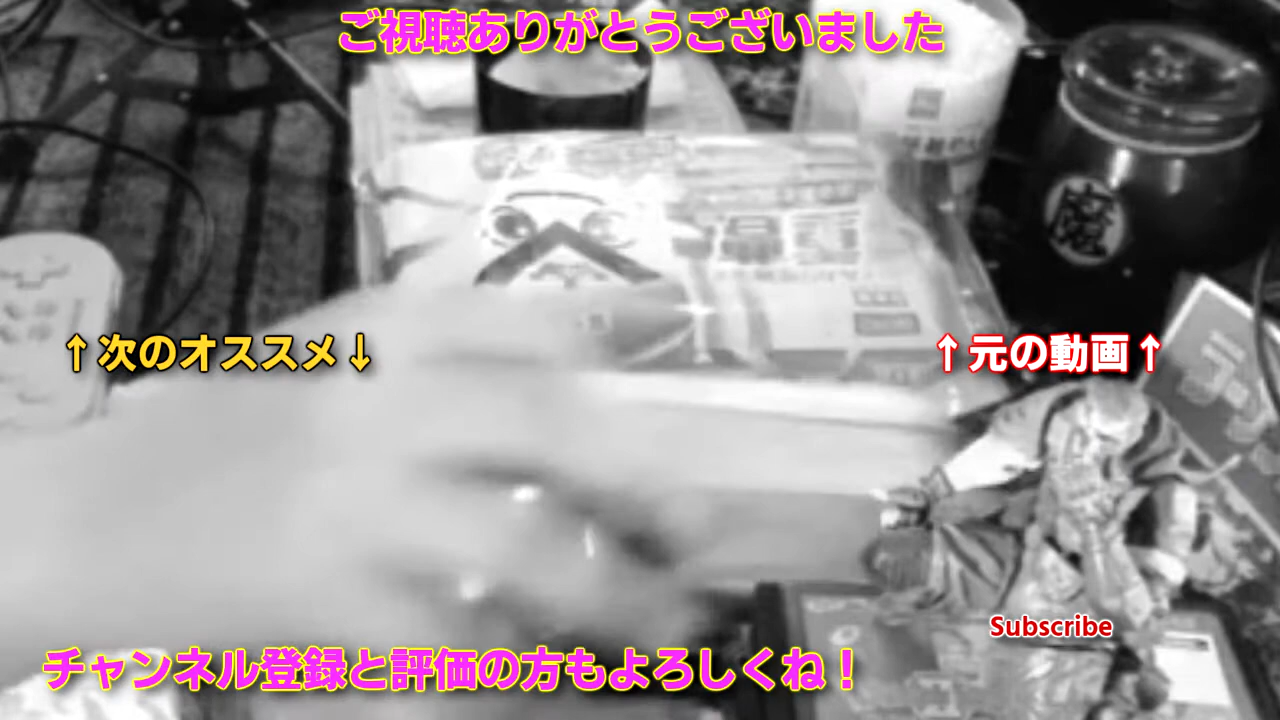 ご視聴ありがとうございました
魔
↑次のオススメ↓
↑元の動画↑
Subscribe
チャンネル登録と評価の方もよろしくね！